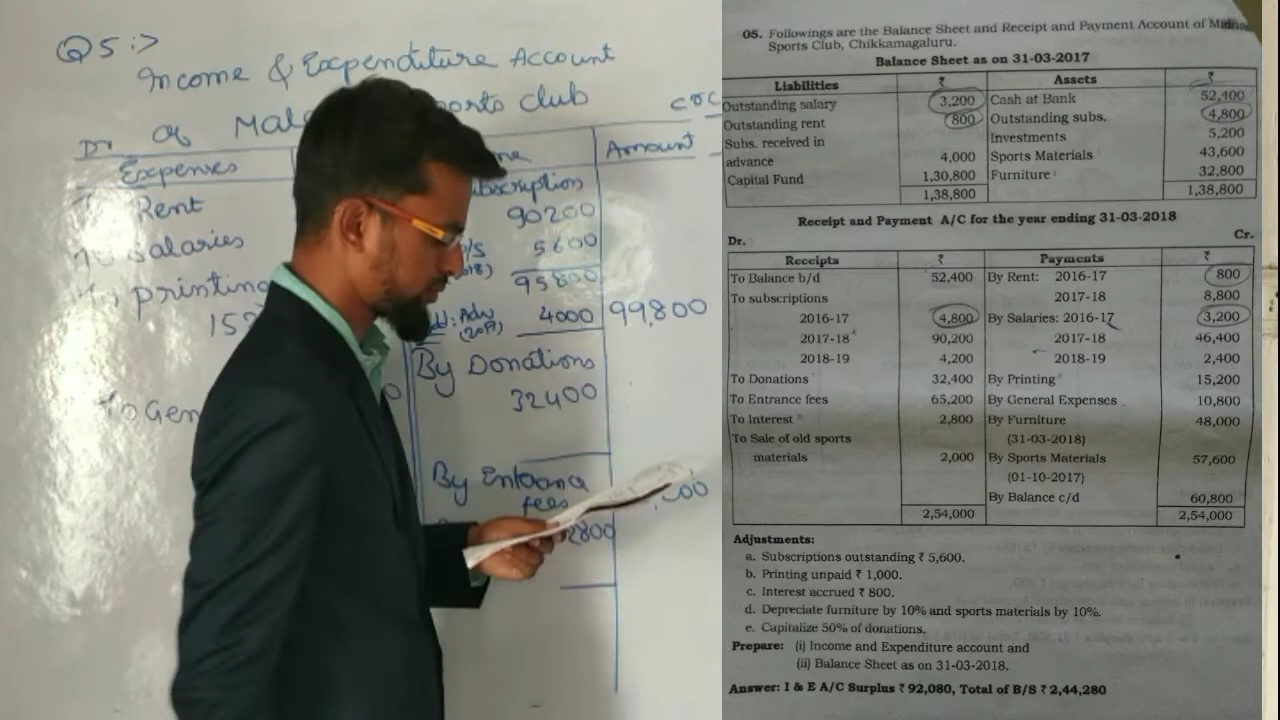 Q5:>
Income & Expenditure Account
of Mal ports club
Dr
Expenses
Amount
Rent
90200
Salaries
5600
95800
printing
4000 99,800
By Donations
32400
To Gen
By Entrance
fees
2800
05. Followings are the Balance Sheet and Receipt and Payment Account of
Sports Club, Chikkamagaluru.
Balance Sheet as on 31-03-2017
Liabilities ₹ Assets ₹
Outstanding salary 3,200 Cash at Bank 52,400
Outstanding rent 800 Outstanding subs. 4,800
Subs. received in Investments 5,200
advance 4,000 Sports Materials 43,600
Capital Fund 1,30,800 Furniture 32,800
1,38,800 1,38,800
Receipt and Payment A/C for the year ending 31-03-2018
Dr. Cr.
Receipts ₹ Payments ₹
To Balance b/d 52,400 By Rent: 2016-17 800
To subscriptions 2017-18 8,800
2016-17 4,800 By Salaries: 2016-17 3,200
2017-18 90,200 2017-18 46,400
2018-19 4,200 2018-19 2,400
To Donations 32,400 By Printing 15,200
To Entrance fees 65,200 By General Expenses 10,800
To Interest 2,800 By Furniture 48,000
To Sale of old sports (31-03-2018)
materials 2,000 By Sports Materials 57,600
(01-10-2017)
By Balance c/d 60,800
2,54,000 2,54,000
Adjustments:
a. Subscriptions outstanding ₹ 5,600.
b. Printing unpaid ₹ 1,000.
c. Interest accrued ₹ 800.
d. Depreciate furniture by 10% and sports materials by 10%.
e. Capitalize 50% of donations.
Prepare: (i) Income and Expenditure account and
(ii) Balance Sheet as on 31-03-2018.
Answer: I & E A/C Surplus ₹ 92,080, Total of B/S ₹ 2,44,280